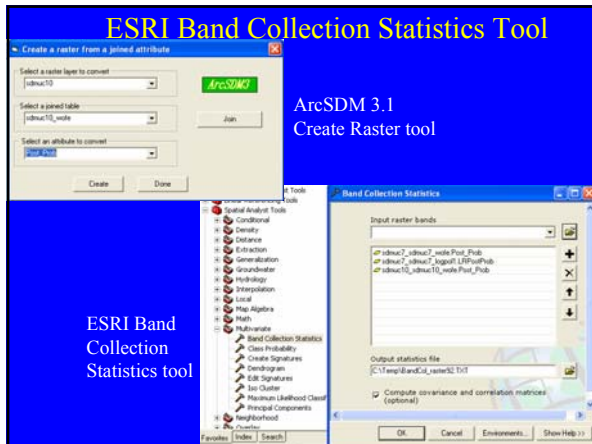 ESRI Band Collection Statistics Tool
Create a raster from a joined attribute
Select a raster layer to convert
sdmuc10
ArcSDM3
Select a joined table
sdmuc10_wofe
Join
Select an attribute to convert
Post_Prob
Create
Done
ArcSDM 3.1
Create Raster tool
Spatial Analyst Tools
Conditional
Density
Distance
Extraction
Generalization
Groundwater
Hydrology
Interpolation
Local
Map Algebra
Math
Multivariate
Band Collection Statistics
Class Probability
Create Signatures
Dendrogram
Edit Signatures
Iso Cluster
Maximum Likelihood Classif
Principal Components
Neighborhood
Overlay
Favorites
Index
Search
Band Collection Statistics
Input raster bands
sdmuc7_sdmuc7_wofe:Post_Prob
sdmuc7_sdmuc7_logpol1:LRPostProb
sdmuc10_sdmuc10_wofe:Post_Prob
Output statistics file
C:\Temp\BandCol_raster92.TXT
Compute covariance and correlation matrices
(optional)
OK
Cancel
Environments...
Show Help >>
ESRI Band
Collection
Statistics tool